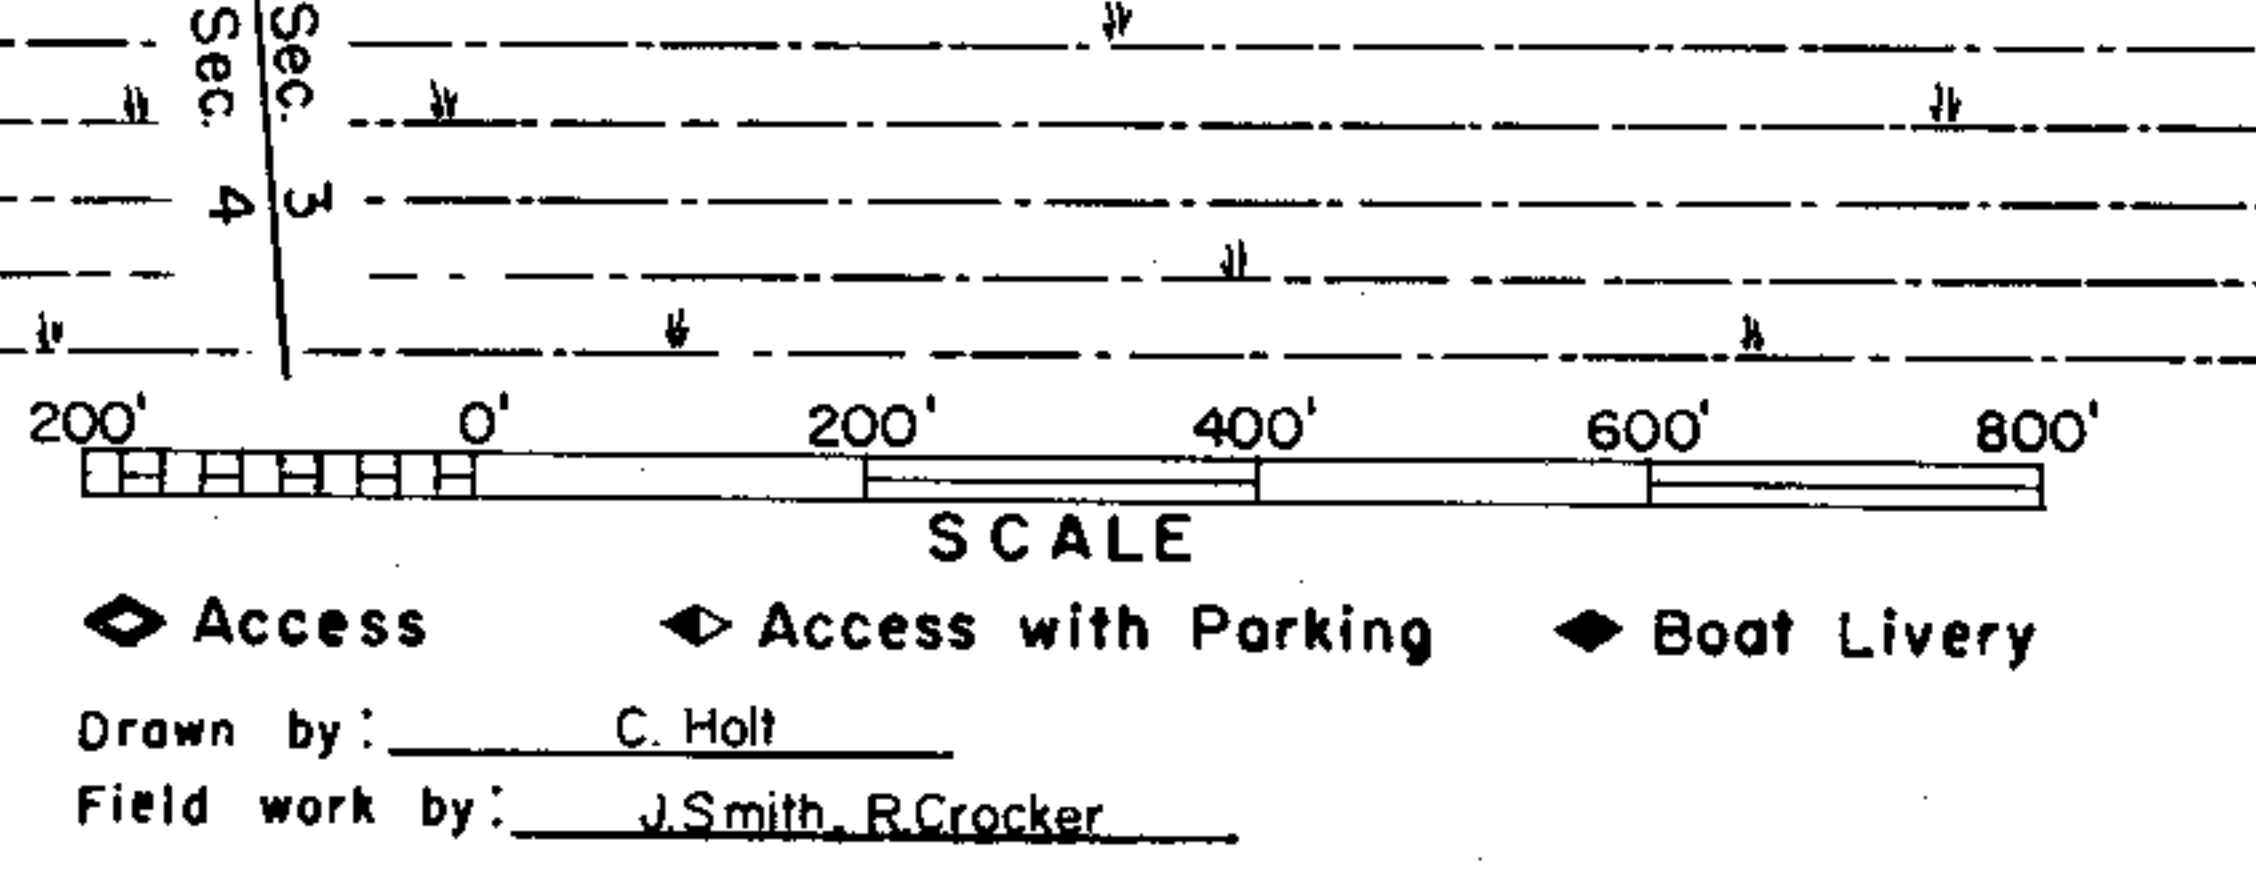 Sec. 3
Sec. 4
200' 0' 200' 400' 600' 800'
SCALE
Access Access with Parking Boat Livery
Drawn by: C. Holt
Field work by: J. Smith, R. Crocker